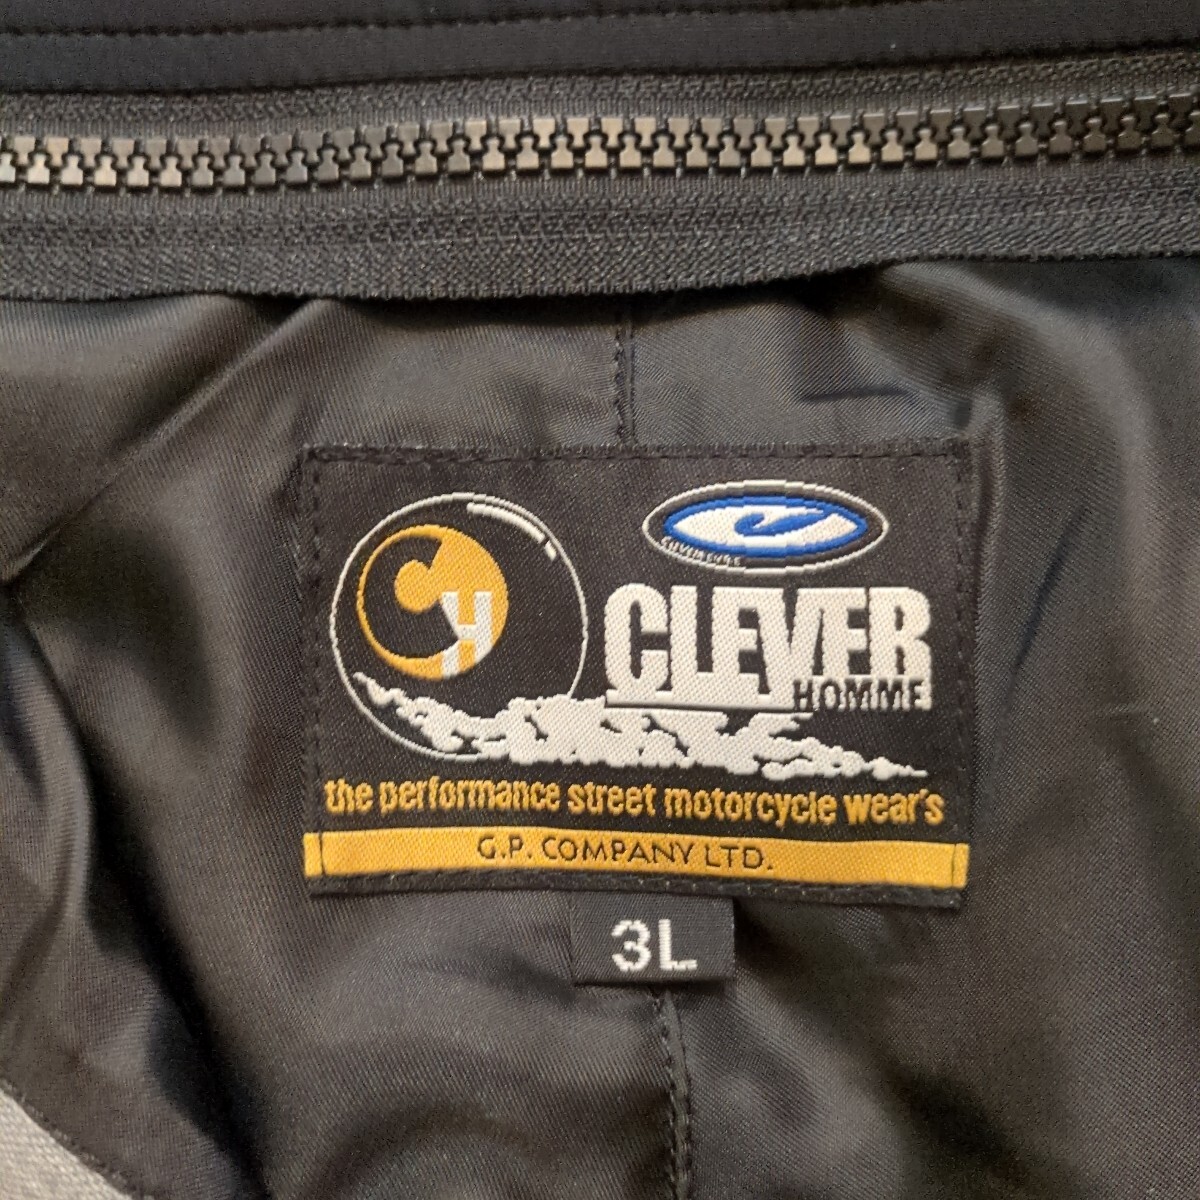 CH
CLEVER
HOMME
the performance street motorcycle wear's
G.P. COMPANY LTD.
3L